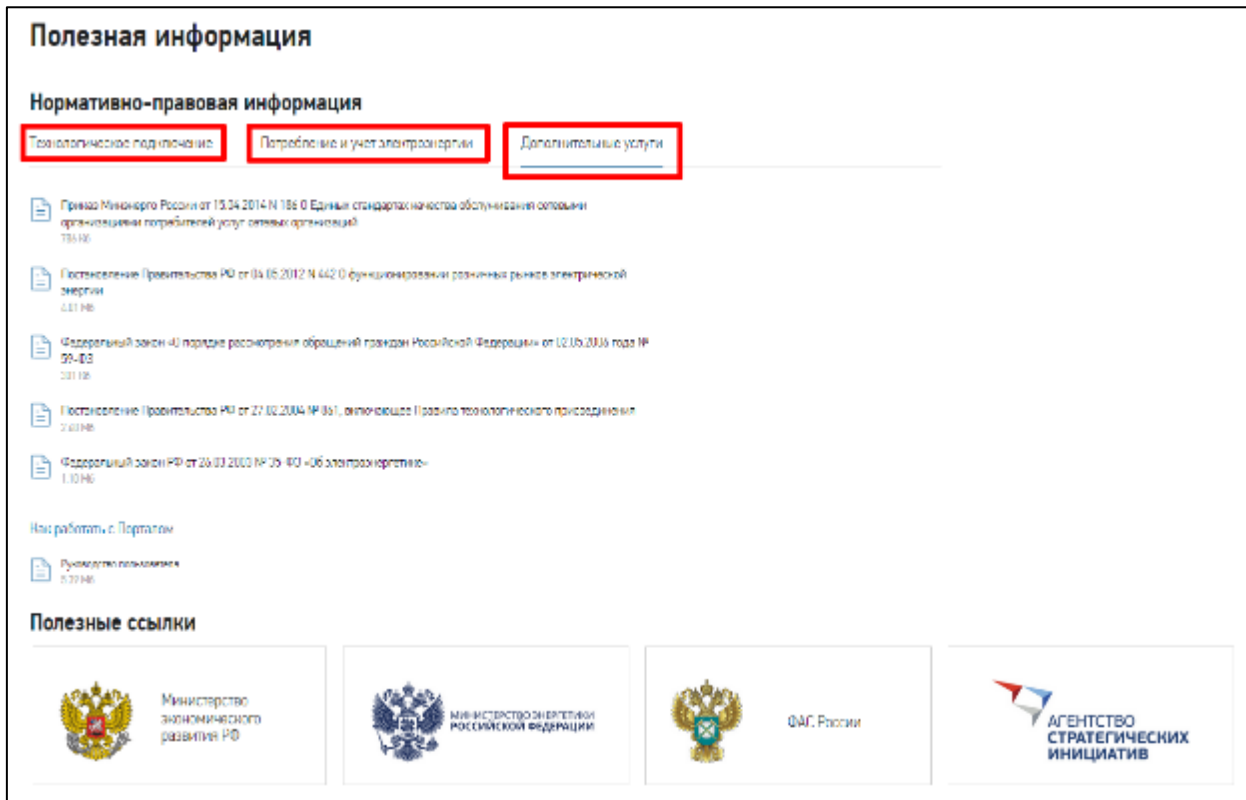 Полезная информация
Нормативно-правовая информация
Технологическое подключение Потребление и учет электроэнергии Дополнительные услуги
Приказ Минэнерго России от 15.04.2014 N 186 О Единых стандартах качества обслуживания сетевыми
организациями потребителей услуг сетевых организаций
Постановление Правительства РФ от 04.05.2012 N 442 О функционировании розничных рынков электрической
энергии
Федеральный закон «О порядке рассмотрения обращений граждан Российской Федерации» от 02.05.2006 года №
59-ФЗ
Постановление Правительства РФ от 27.02.2004 № 861, включающее Правила технологического присоединения
Федеральный закон РФ от 26.03.2003 № 35-ФЗ «Об электроэнергетике»
1.10 Мб
Как работать с Порталом
Руководство пользователя
Полезные ссылки
Министерство
экономического
развития РФ
МИНИСТЕРСТВО ЭНЕРГЕТИКИ
РОССИЙСКОЙ ФЕДЕРАЦИИ
ФАС России
АГЕНТСТВО
СТРАТЕГИЧЕСКИХ
ИНИЦИАТИВ